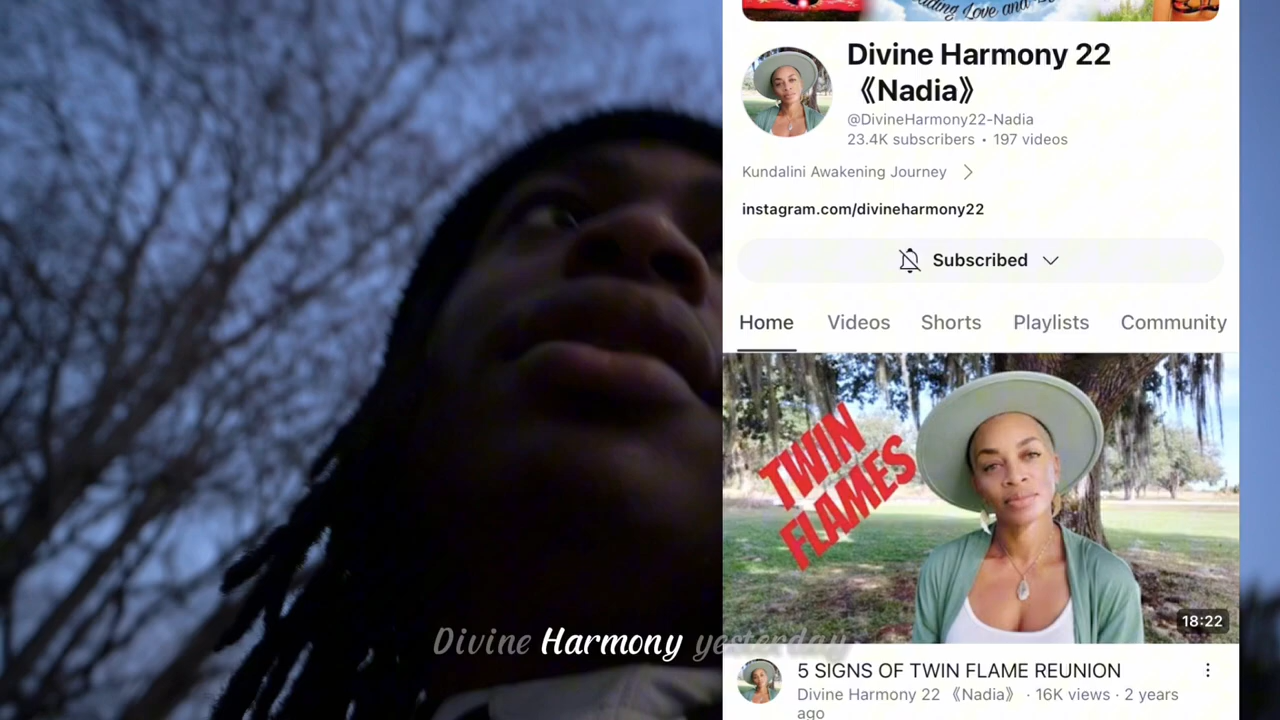 Love and
Divine Harmony 22
《Nadia》
@DivineHarmony22-Nadia
23.4K subscribers • 197 videos
Kundalini Awakening Journey
instagram.com/divineharmony22
Subscribed
Home Videos Shorts Playlists Community
TWIN
FLAMES
18:22
Divine Harmony yesterday
5 SIGNS OF TWIN FLAME REUNION
Divine Harmony 22 《Nadia》 · 16K views · 2 years
ago